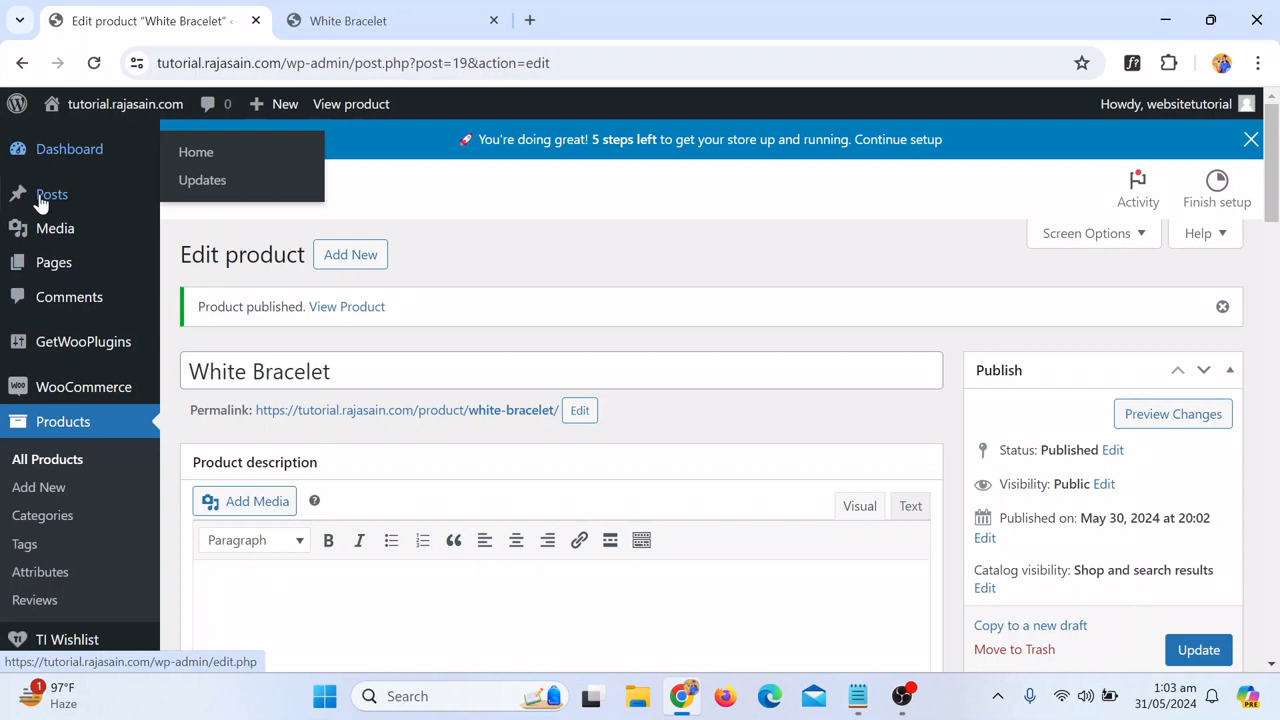 Edit product “White Bracelet” ‹
White Bracelet
tutorial.rajasain.com/wp-admin/post.php?post=19&action=edit
tutorial.rajasain.com
0
New
View product
Howdy, websitetutorial
Dashboard
Home
Updates
🚀 You're doing great! 5 steps left to get your store up and running. Continue setup
Posts
Media
Pages
Comments
GetWooPlugins
WooCommerce
Products
All Products
Add New
Categories
Tags
Attributes
Reviews
TI Wishlist
Activity
Finish setup
Screen Options
Help
Edit product
Add New
Product published. View Product
White Bracelet
Permalink: https://tutorial.rajasain.com/product/white-bracelet/
Edit
Product description
Add Media
Visual
Text
Paragraph
B
I
Publish
Preview Changes
Status: Published Edit
Visibility: Public Edit
Published on: May 30, 2024 at 20:02
Edit
Catalog visibility: Shop and search results
Edit
Copy to a new draft
Move to Trash
Update
https://tutorial.rajasain.com/wp-admin/edit.php
1
97°F
Haze
Search
1:03 am
31/05/2024
PRE